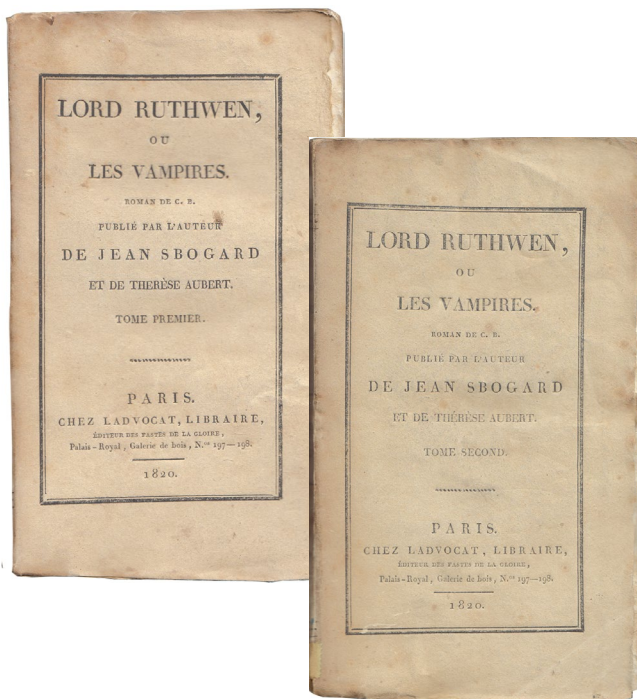 LORD RUTHWEN,
OU
LES VAMPIRES.
ROMAN DE C. B.
PUBLIÉ PAR L'AUTEUR
DE JEAN SBOGARD
ET DE THERÈSE AUBERT.
TOME PREMIER.
PARIS.
CHEZ LADVOCAT, LIBRAIRE,
ÉDITEUR DES FASTES DE LA GLOIRE,
Palais-Royal, Galerie de bois, N.os 197—198.
1820.
LORD RUTHWEN,
OU
LES VAMPIRES.
ROMAN DE C. B.
PUBLIÉ PAR L'AUTEUR
DE JEAN SBOGARD
ET DE THÉRÈSE AUBERT.
TOME SECOND.
PARIS.
CHEZ LADVOCAT, LIBRAIRE,
ÉDITEUR DES FASTES DE LA GLOIRE,
Palais-Royal, Galerie de bois, N.os 197—198.
1820.